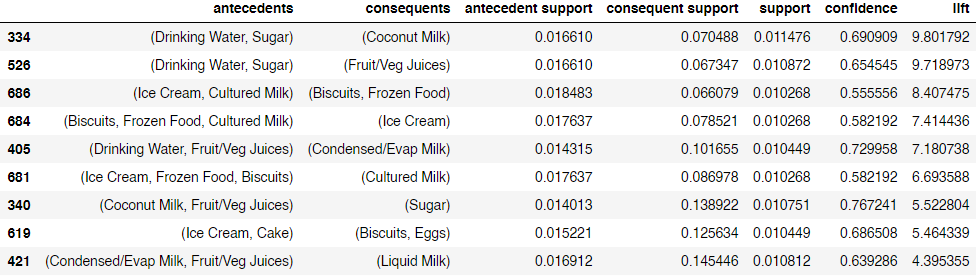 antecedents consequents antecedent support consequent support support confidence lift
334 (Drinking Water, Sugar) (Coconut Milk) 0.016610 0.070488 0.011476 0.690909 9.801792
526 (Drinking Water, Sugar) (Fruit/Veg Juices) 0.016610 0.067347 0.010872 0.654545 9.718973
686 (Ice Cream, Cultured Milk) (Biscuits, Frozen Food) 0.018483 0.066079 0.010268 0.555556 8.407475
684 (Biscuits, Frozen Food, Cultured Milk) (Ice Cream) 0.017637 0.078521 0.010268 0.582192 7.414436
405 (Drinking Water, Fruit/Veg Juices) (Condensed/Evap Milk) 0.014315 0.101655 0.010449 0.729958 7.180738
681 (Ice Cream, Frozen Food, Biscuits) (Cultured Milk) 0.017637 0.086978 0.010268 0.582192 6.693588
340 (Coconut Milk, Fruit/Veg Juices) (Sugar) 0.014013 0.138922 0.010751 0.767241 5.522804
619 (Ice Cream, Cake) (Biscuits, Eggs) 0.015221 0.125634 0.010449 0.686508 5.464339
421 (Condensed/Evap Milk, Fruit/Veg Juices) (Liquid Milk) 0.016912 0.145446 0.010812 0.639286 4.395355